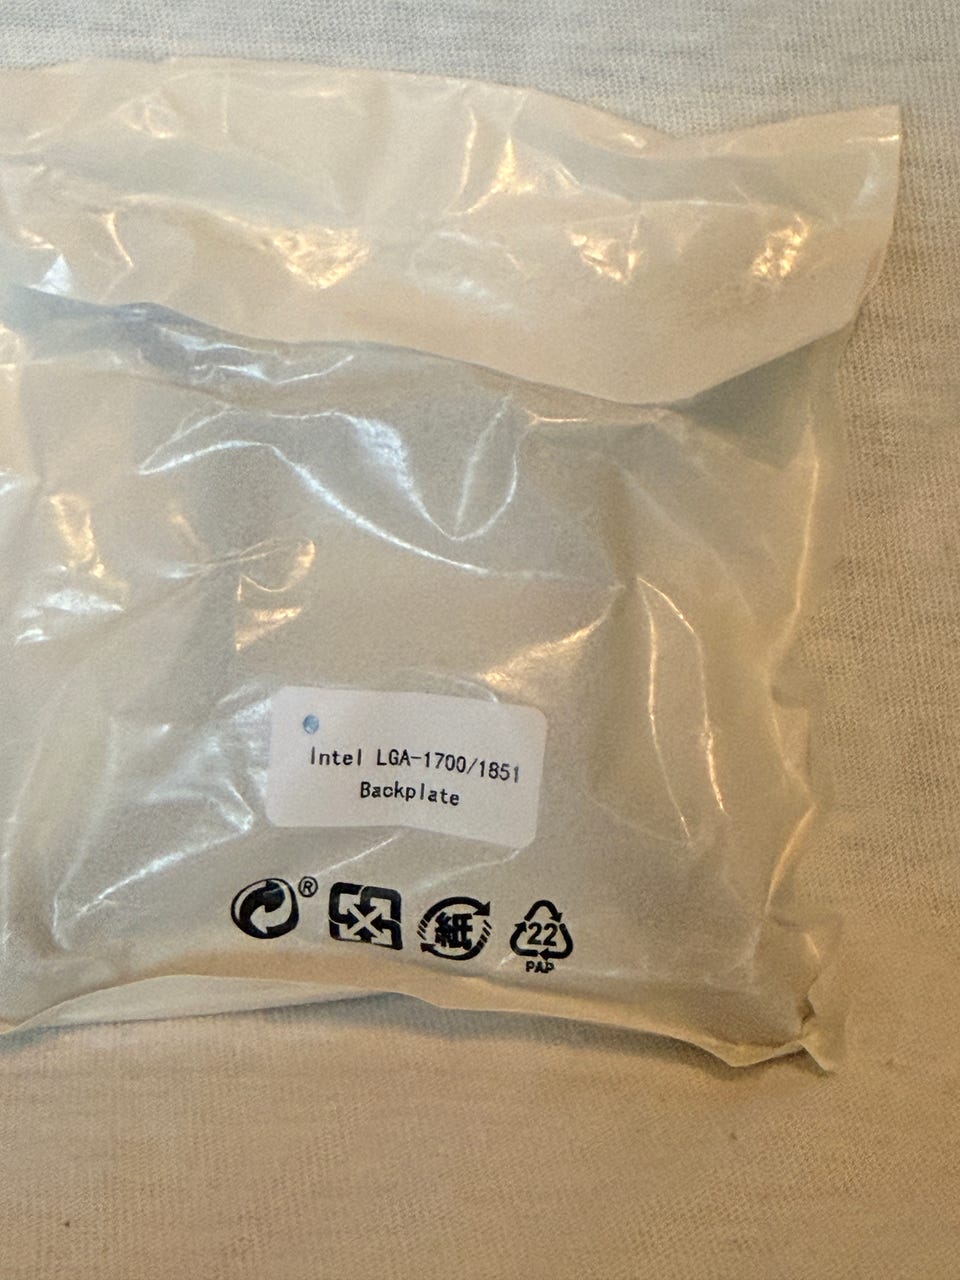 Intel LGA-1700/1851
Backplate
®
紙
22
PAP